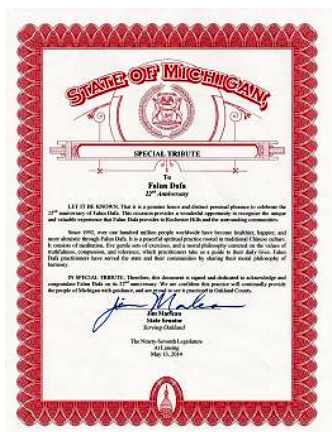 STATE OF MICHIGAN
SPECIAL TRIBUTE
To
Falun Dafa
22nd Anniversary
LET IT BE KNOWN, That it is a genuine honor and distinct personal pleasure to celebrate the
22nd anniversary of Falun Dafa. This occasion provides a wonderful opportunity to recognize the unique
and valuable experience that Falun Dafa provides in Rochester Hills and the surrounding communities.
Since 1992, over one hundred million people worldwide have become healthier, happier, and
more altruistic through Falun Dafa. It is a peaceful spiritual practice rooted in traditional Chinese culture.
It consists of meditation, five gentle sets of exercises, and a moral philosophy centered on the values of
truthfulness, compassion, and tolerance, which practitioners take as a guide to their daily lives. Falun
Dafa practitioners have served the state and their communities by sharing their moral philosophy of
harmony.
IN SPECIAL TRIBUTE, Therefore, this document is signed and dedicated to acknowledge and
congratulate Falun Dafa on its 22nd anniversary. We are confident this practice will continually provide
the people of Michigan with guidance, and are proud to see it practiced in Oakland County.
Jim Marleau
Jim Marleau
State Senator
Serving Oakland
The Ninety-Seventh Legislature
At Lansing
May 13, 2014